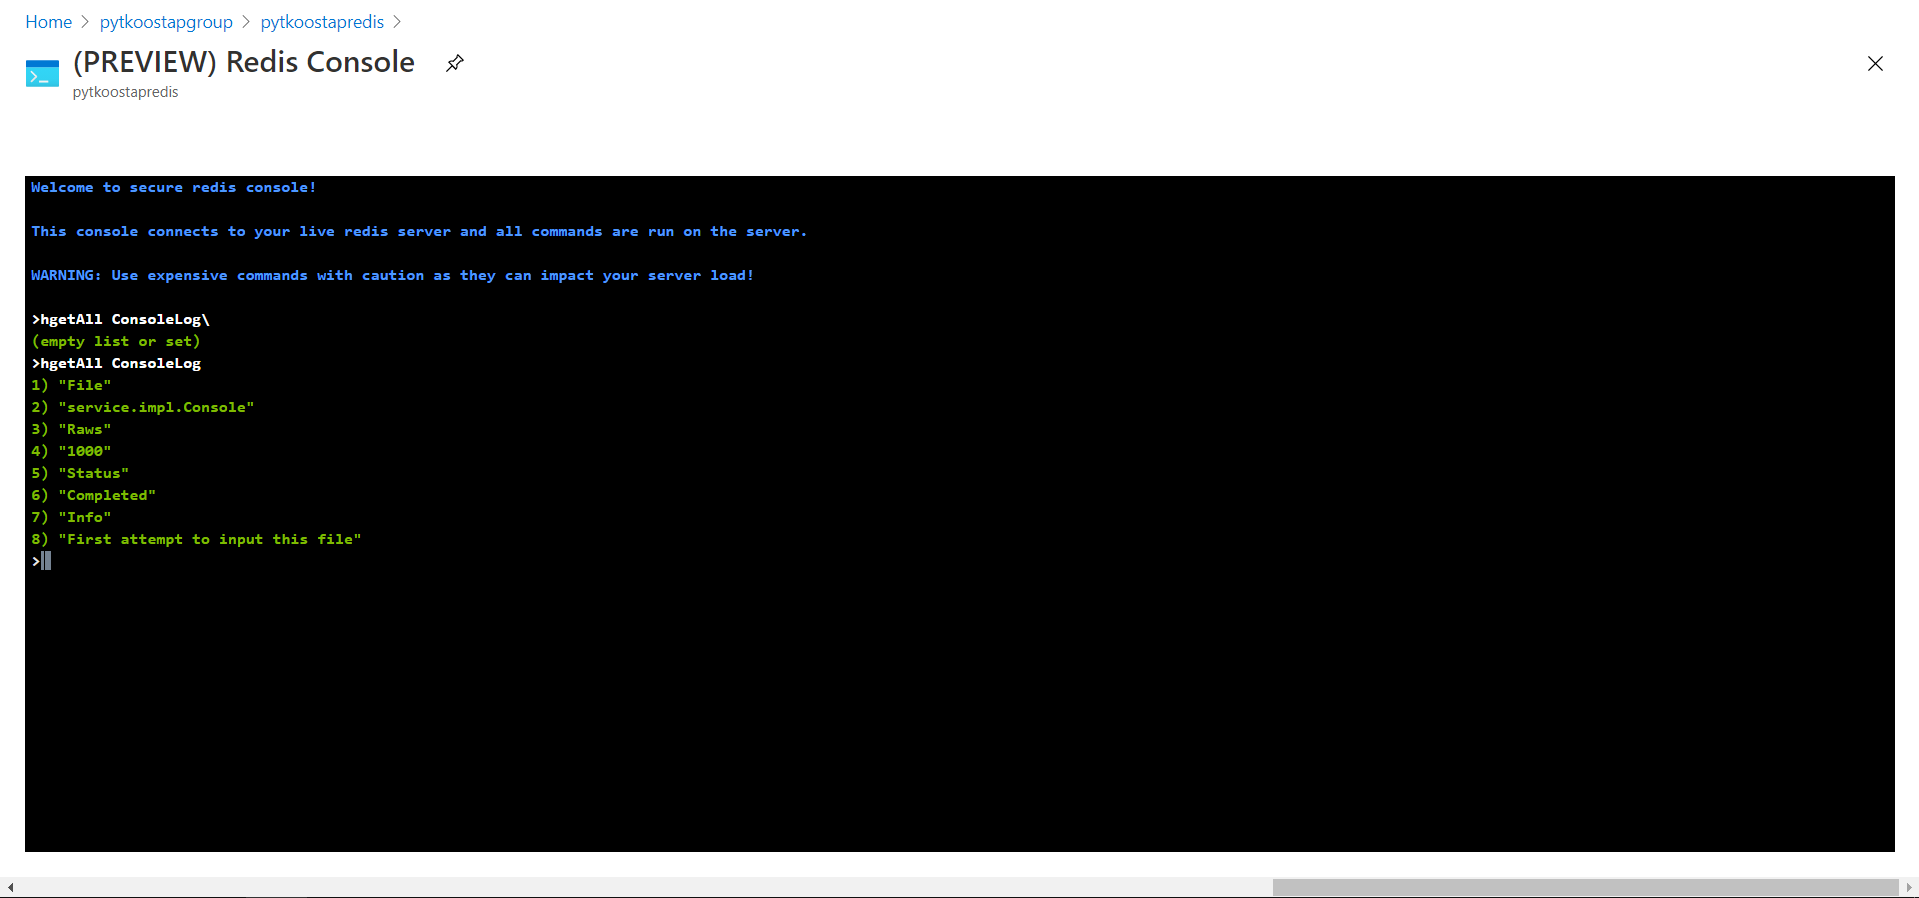 Home > pytkoostapgroup > pytkoostapredis >
(PREVIEW) Redis Console
pytkoostapredis
Welcome to secure redis console!
This console connects to your live redis server and all commands are run on the server.
WARNING: Use expensive commands with caution as they can impact your server load!
>hgetAll ConsoleLog\
(empty list or set)
>hgetAll ConsoleLog
1) "File"
2) "service.impl.Console"
3) "Raws"
4) "1000"
5) "Status"
6) "Completed"
7) "Info"
8) "First attempt to input this file"
>